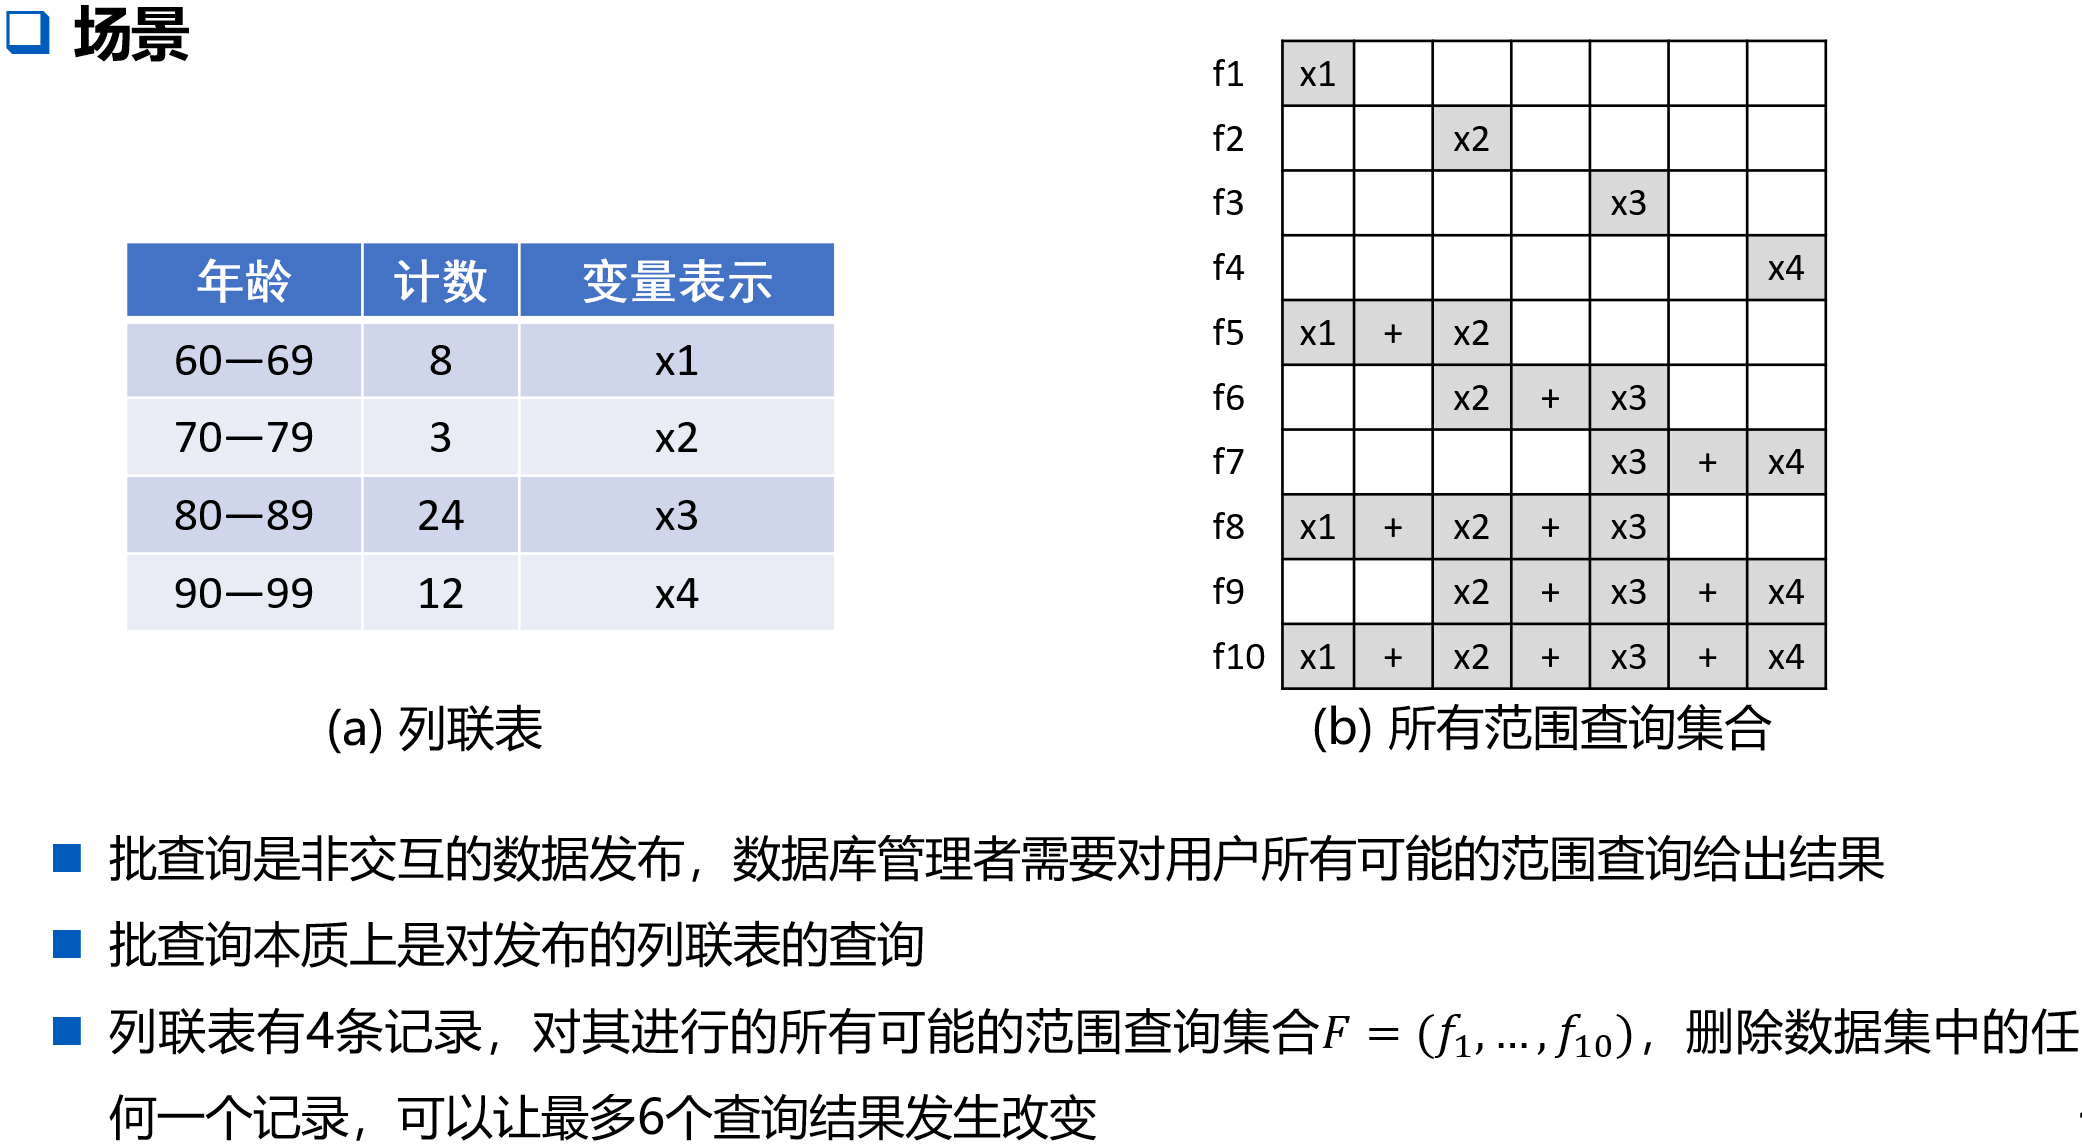 场景
年龄 计数 变量表示
60—69 8 x1
70—79 3 x2
80—89 24 x3
90—99 12 x4
(a) 列联表
f1 x1
f2 x2
f3 x3
f4 x4
f5 x1 + x2
f6 x2 + x3
f7 x3 + x4
f8 x1 + x2 + x3
f9 x2 + x3 + x4
f10 x1 + x2 + x3 + x4
(b) 所有范围查询集合
批查询是非交互的数据发布，数据库管理者需要对用户所有可能的范围查询给出结果
批查询本质上是对发布的列联表的查询
列联表有4条记录，对其进行的所有可能的范围查询集合F = (f₁, … , f₁₀)，删除数据集中的任
何一个记录，可以让最多6个查询结果发生改变